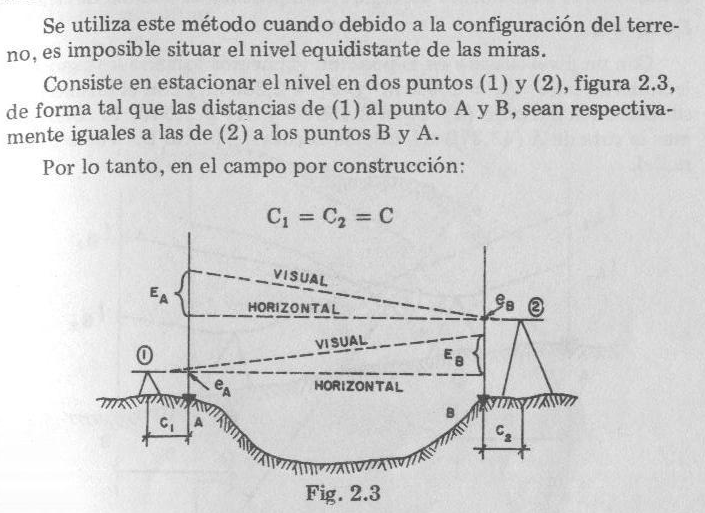 Se utiliza este método cuando debido a la configuración del terre-
no, es imposible situar el nivel equidistante de las miras.
Consiste en estacionar el nivel en dos puntos (1) y (2), figura 2.3,
de forma tal que las distancias de (1) al punto A y B, sean respectiva-
mente iguales a las de (2) a los puntos B y A.
Por lo tanto, en el campo por construcción:
C₁ = C₂ = C
VISUAL
E_A
HORIZONTAL
e_B ②
VISUAL
①
E_B
e_A
HORIZONTAL
C₁ A
B
C₂
Fig. 2.3